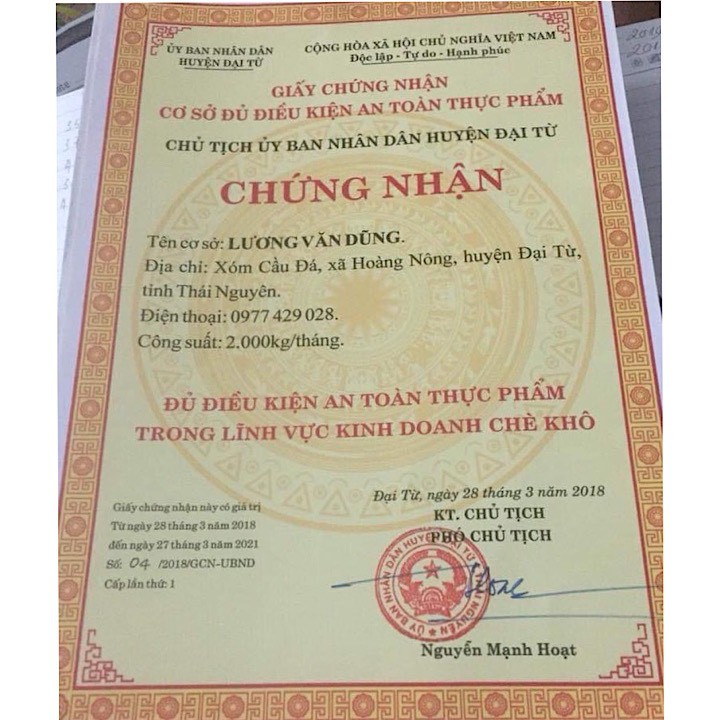 ỦY BAN NHÂN DÂN
HUYỆN ĐẠI TỪ
CỘNG HÒA XÃ HỘI CHỦ NGHĨA VIỆT NAM
Độc lập - Tự do - Hạnh phúc
GIẤY CHỨNG NHẬN
CƠ SỞ ĐỦ ĐIỀU KIỆN AN TOÀN THỰC PHẨM
CHỦ TỊCH ỦY BAN NHÂN DÂN HUYỆN ĐẠI TỪ
CHỨNG NHẬN
Tên cơ sở: LƯƠNG VĂN DŨNG.
Địa chỉ: Xóm Cầu Đá, xã Hoàng Nông, huyện Đại Từ,
tỉnh Thái Nguyên.
Điện thoại: 0977 429 028.
Công suất: 2.000kg/tháng.
ĐỦ ĐIỀU KIỆN AN TOÀN THỰC PHẨM
TRONG LĨNH VỰC KINH DOANH CHÈ KHÔ
Giấy chứng nhận này có giá trị
Từ ngày 28 tháng 3 năm 2018
đến ngày 27 tháng 3 năm 2021
Số: 04 /2018/GCN-UBND
Cấp lần thứ: 1
Đại Từ, ngày 28 tháng 3 năm 2018
KT. CHỦ TỊCH
PHÓ CHỦ TỊCH
Nguyễn Mạnh Hoạt